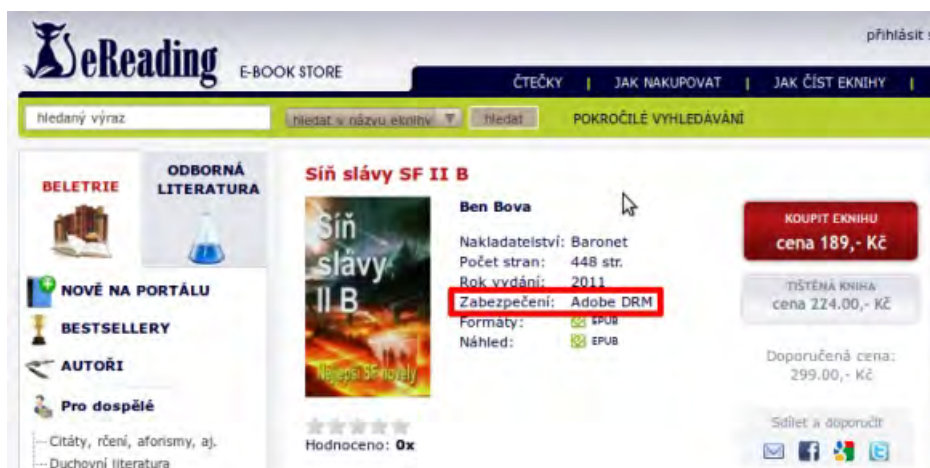 eReading E-BOOK STORE
přihlásit
ČTEČKY | JAK NAKUPOVAT | JAK ČÍST EKNIHY |
hledaný výraz hledat v názvu eknihy hledat POKROČILÉ VYHLEDÁVÁNÍ
BELETRIE
ODBORNÁ
LITERATURA
NOVĚ NA PORTÁLU
BESTSELLERY
AUTOŘI
Pro dospělé
Citáty, rčení, aforismy, aj.
Duchovní literatura
Síň slávy SF II B
Síň
slávy
II B
Nejlepší SF novely
Ben Bova
Nakladatelství: Baronet
Počet stran: 448 str.
Rok vydání: 2011
Zabezpečení: Adobe DRM
Formáty: EPUB
Náhled: EPUB
Hodnoceno: 0x
KOUPIT EKNIHU
cena 189,- Kč
TIŠTĚNÁ KNIHA
cena 224.00,- Kč
Doporučená cena:
299.00,- Kč
Sdílet a doporučit